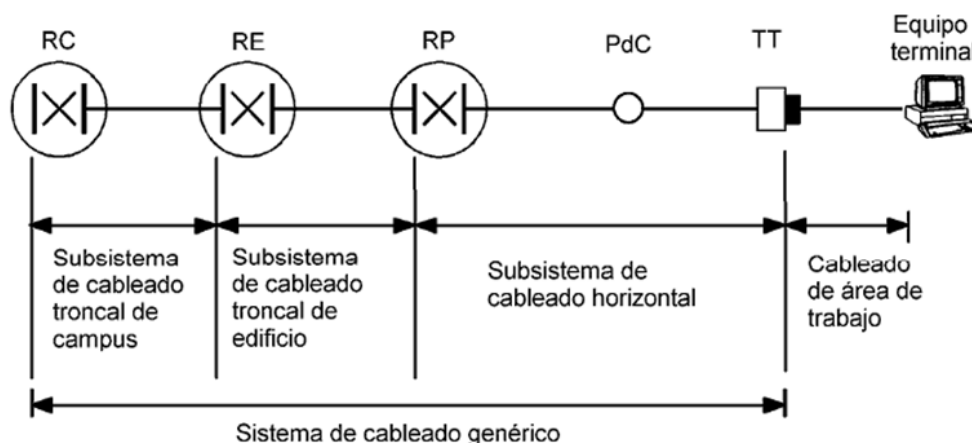 RC
RE
RP
PdC
TT
Equipo
terminal
Subsistema
de cableado
troncal de
campus
Subsistema
de cableado
troncal de
edificio
Subsistema de
cableado horizontal
Cableado
de área de
trabajo
Sistema de cableado genérico